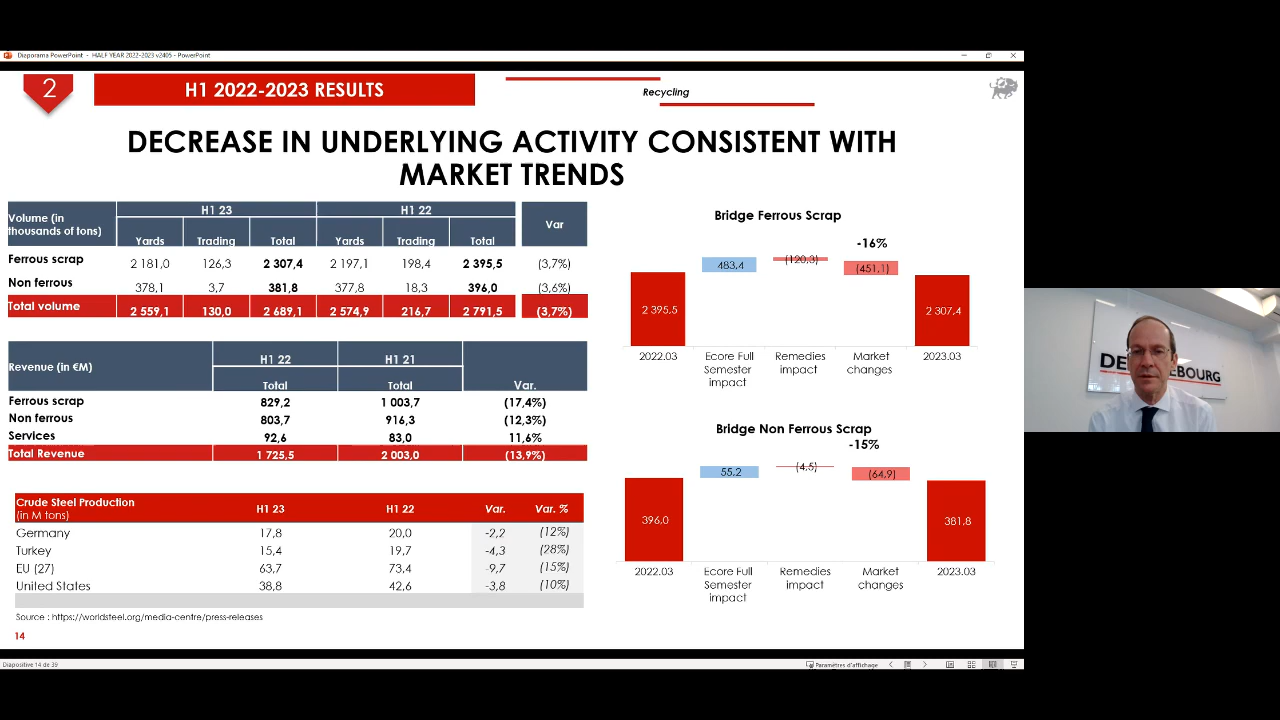 Diaporama PowerPoint - HALF YEAR 2022-2023 v2405 - PowerPoint
2
H1 2022-2023 RESULTS
Recycling
DECREASE IN UNDERLYING ACTIVITY CONSISTENT WITH
MARKET TRENDS
Volume (in thousands of tons) H1 23 H1 22 Var
Yards Trading Total Yards Trading Total
Ferrous scrap 2 181,0 126,3 2 307,4 2 197,1 198,4 2 395,5 (3,7%)
Non ferrous 378,1 3,7 381,8 377,8 18,3 396,0 (3,6%)
Total volume 2 559,1 130,0 2 689,1 2 574,9 216,7 2 791,5 (3,7%)
Revenue (in €M) H1 22 H1 21 Var.
Total Total
Ferrous scrap 829,2 1 003,7 (17,4%)
Non ferrous 803,7 916,3 (12,3%)
Services 92,6 83,0 11,6%
Total Revenue 1 725,5 2 003,0 (13,9%)
Crude Steel Production
(in M tons) H1 23 H1 22 Var. Var. %
Germany 17,8 20,0 -2,2 (12%)
Turkey 15,4 19,7 -4,3 (28%)
EU (27) 63,7 73,4 -9,7 (15%)
United States 38,8 42,6 -3,8 (10%)
Source : https://worldsteel.org/media-centre/press-releases
14
Bridge Ferrous Scrap
-16%
2 395,5 483,4 (120,3) (451,1) 2 307,4
2022.03 Ecore Full Semester impact Remedies impact Market changes 2023.03
Bridge Non Ferrous Scrap
-15%
396,0 55,2 (4,5) (64,9) 381,8
2022.03 Ecore Full Semester impact Remedies impact Market changes 2023.03
Diapositive 14 de 39
Paramètres d'affichage